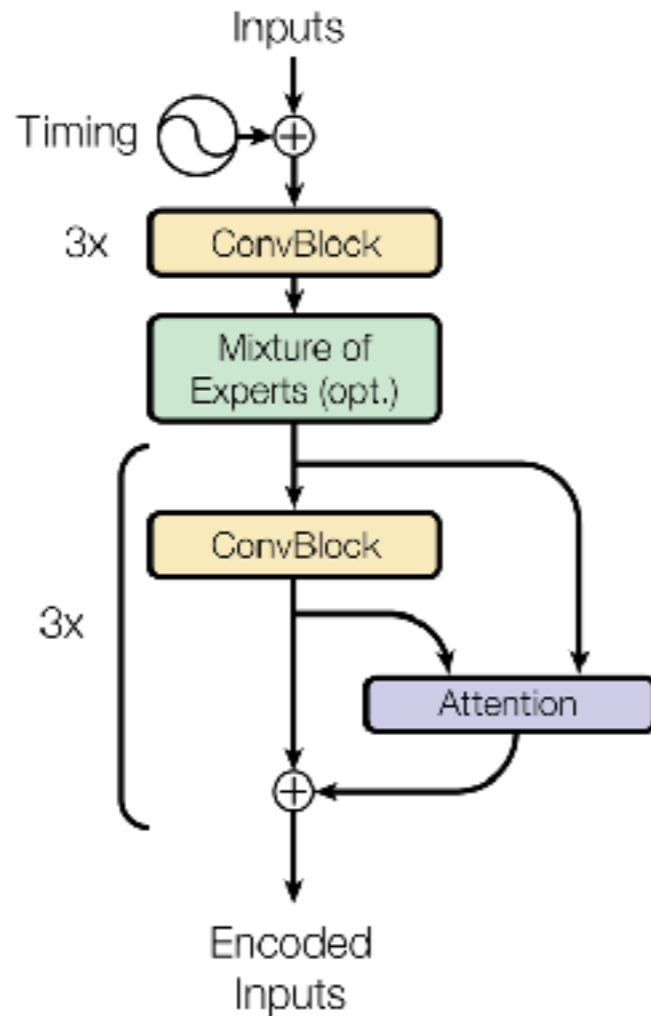 Inputs
Timing
3x
ConvBlock
Mixture of
Experts (opt.)
ConvBlock
3x
Attention
Encoded
Inputs